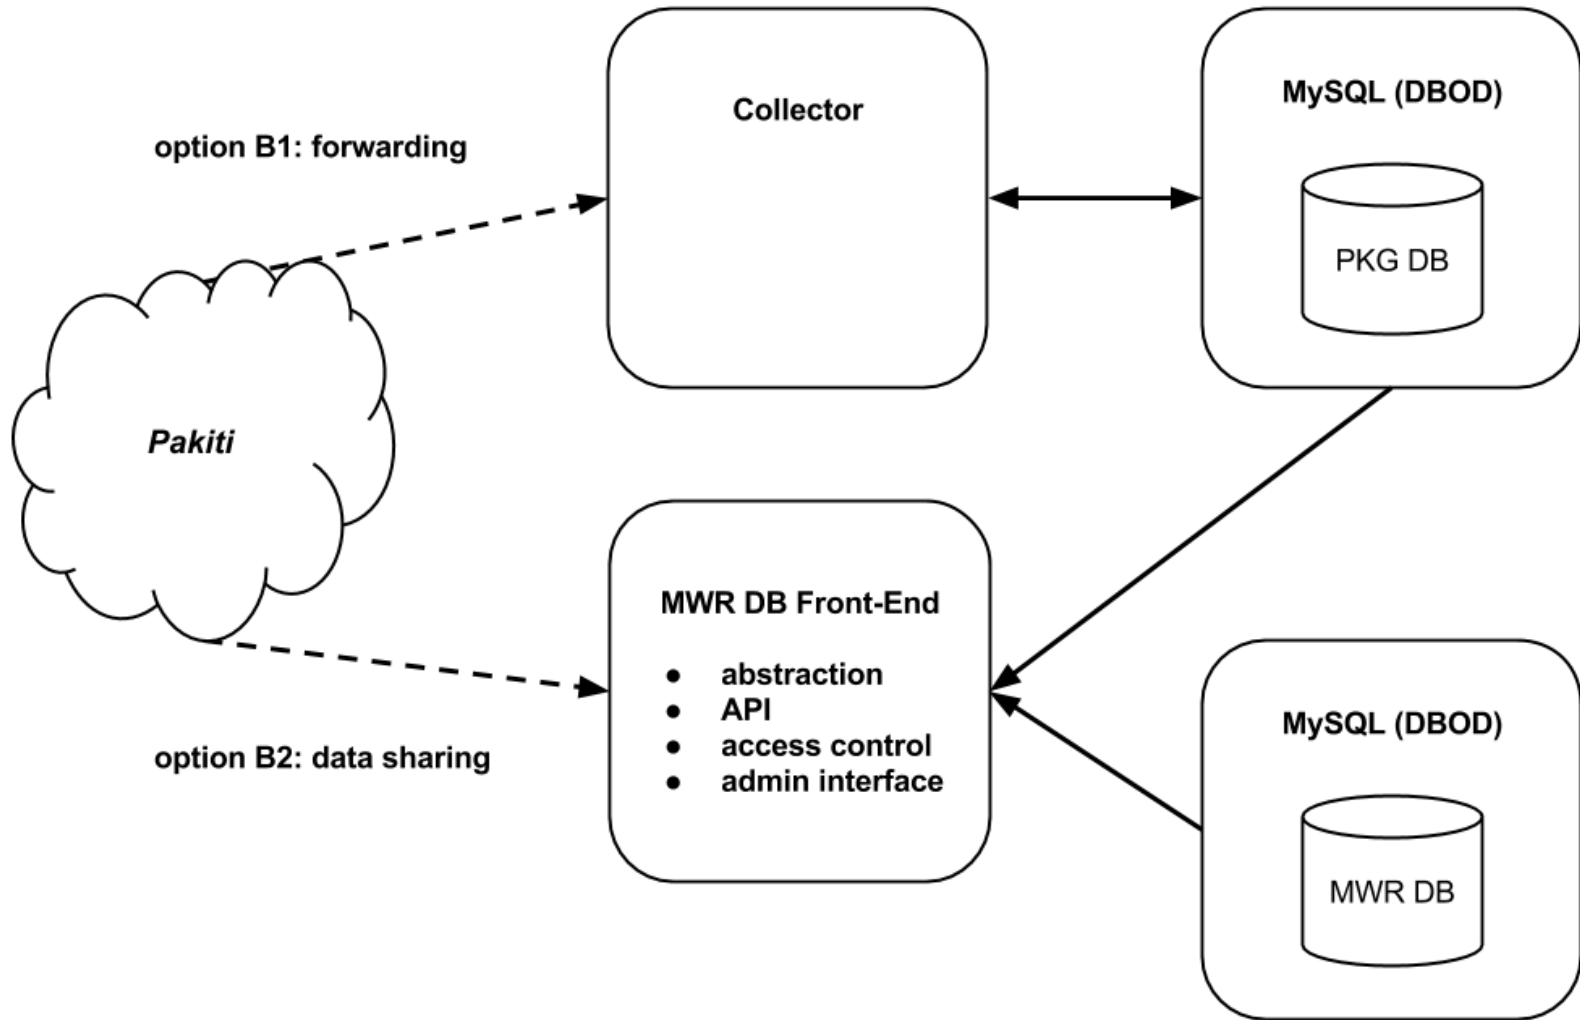 Collector
MySQL (DBOD)
option B1: forwarding
PKG DB
Pakiti
MWR DB Front-End
● abstraction
● API
● access control
● admin interface
option B2: data sharing
MySQL (DBOD)
MWR DB